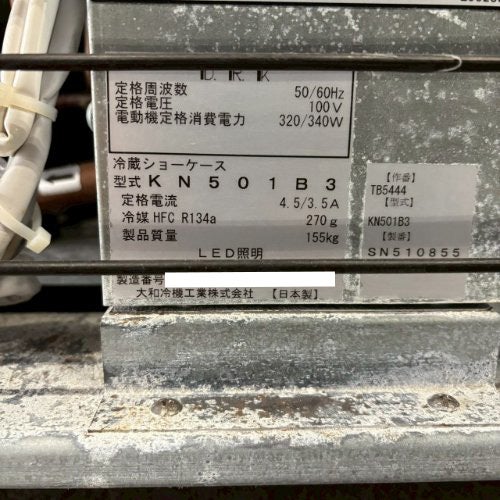 D.R.K
定格周波数 50/60Hz
定格電圧 100V
電動機定格消費電力 320/340W
冷蔵ショーケース
型式 KN501B3
定格電流 4.5/3.5A
冷媒 HFC R134a 270g
製品質量 155kg
LED照明
製造番号
大和冷機工業株式会社 【日本製】
【作番】
TB5444
【型式】
KN501B3
【製番】
SN510855